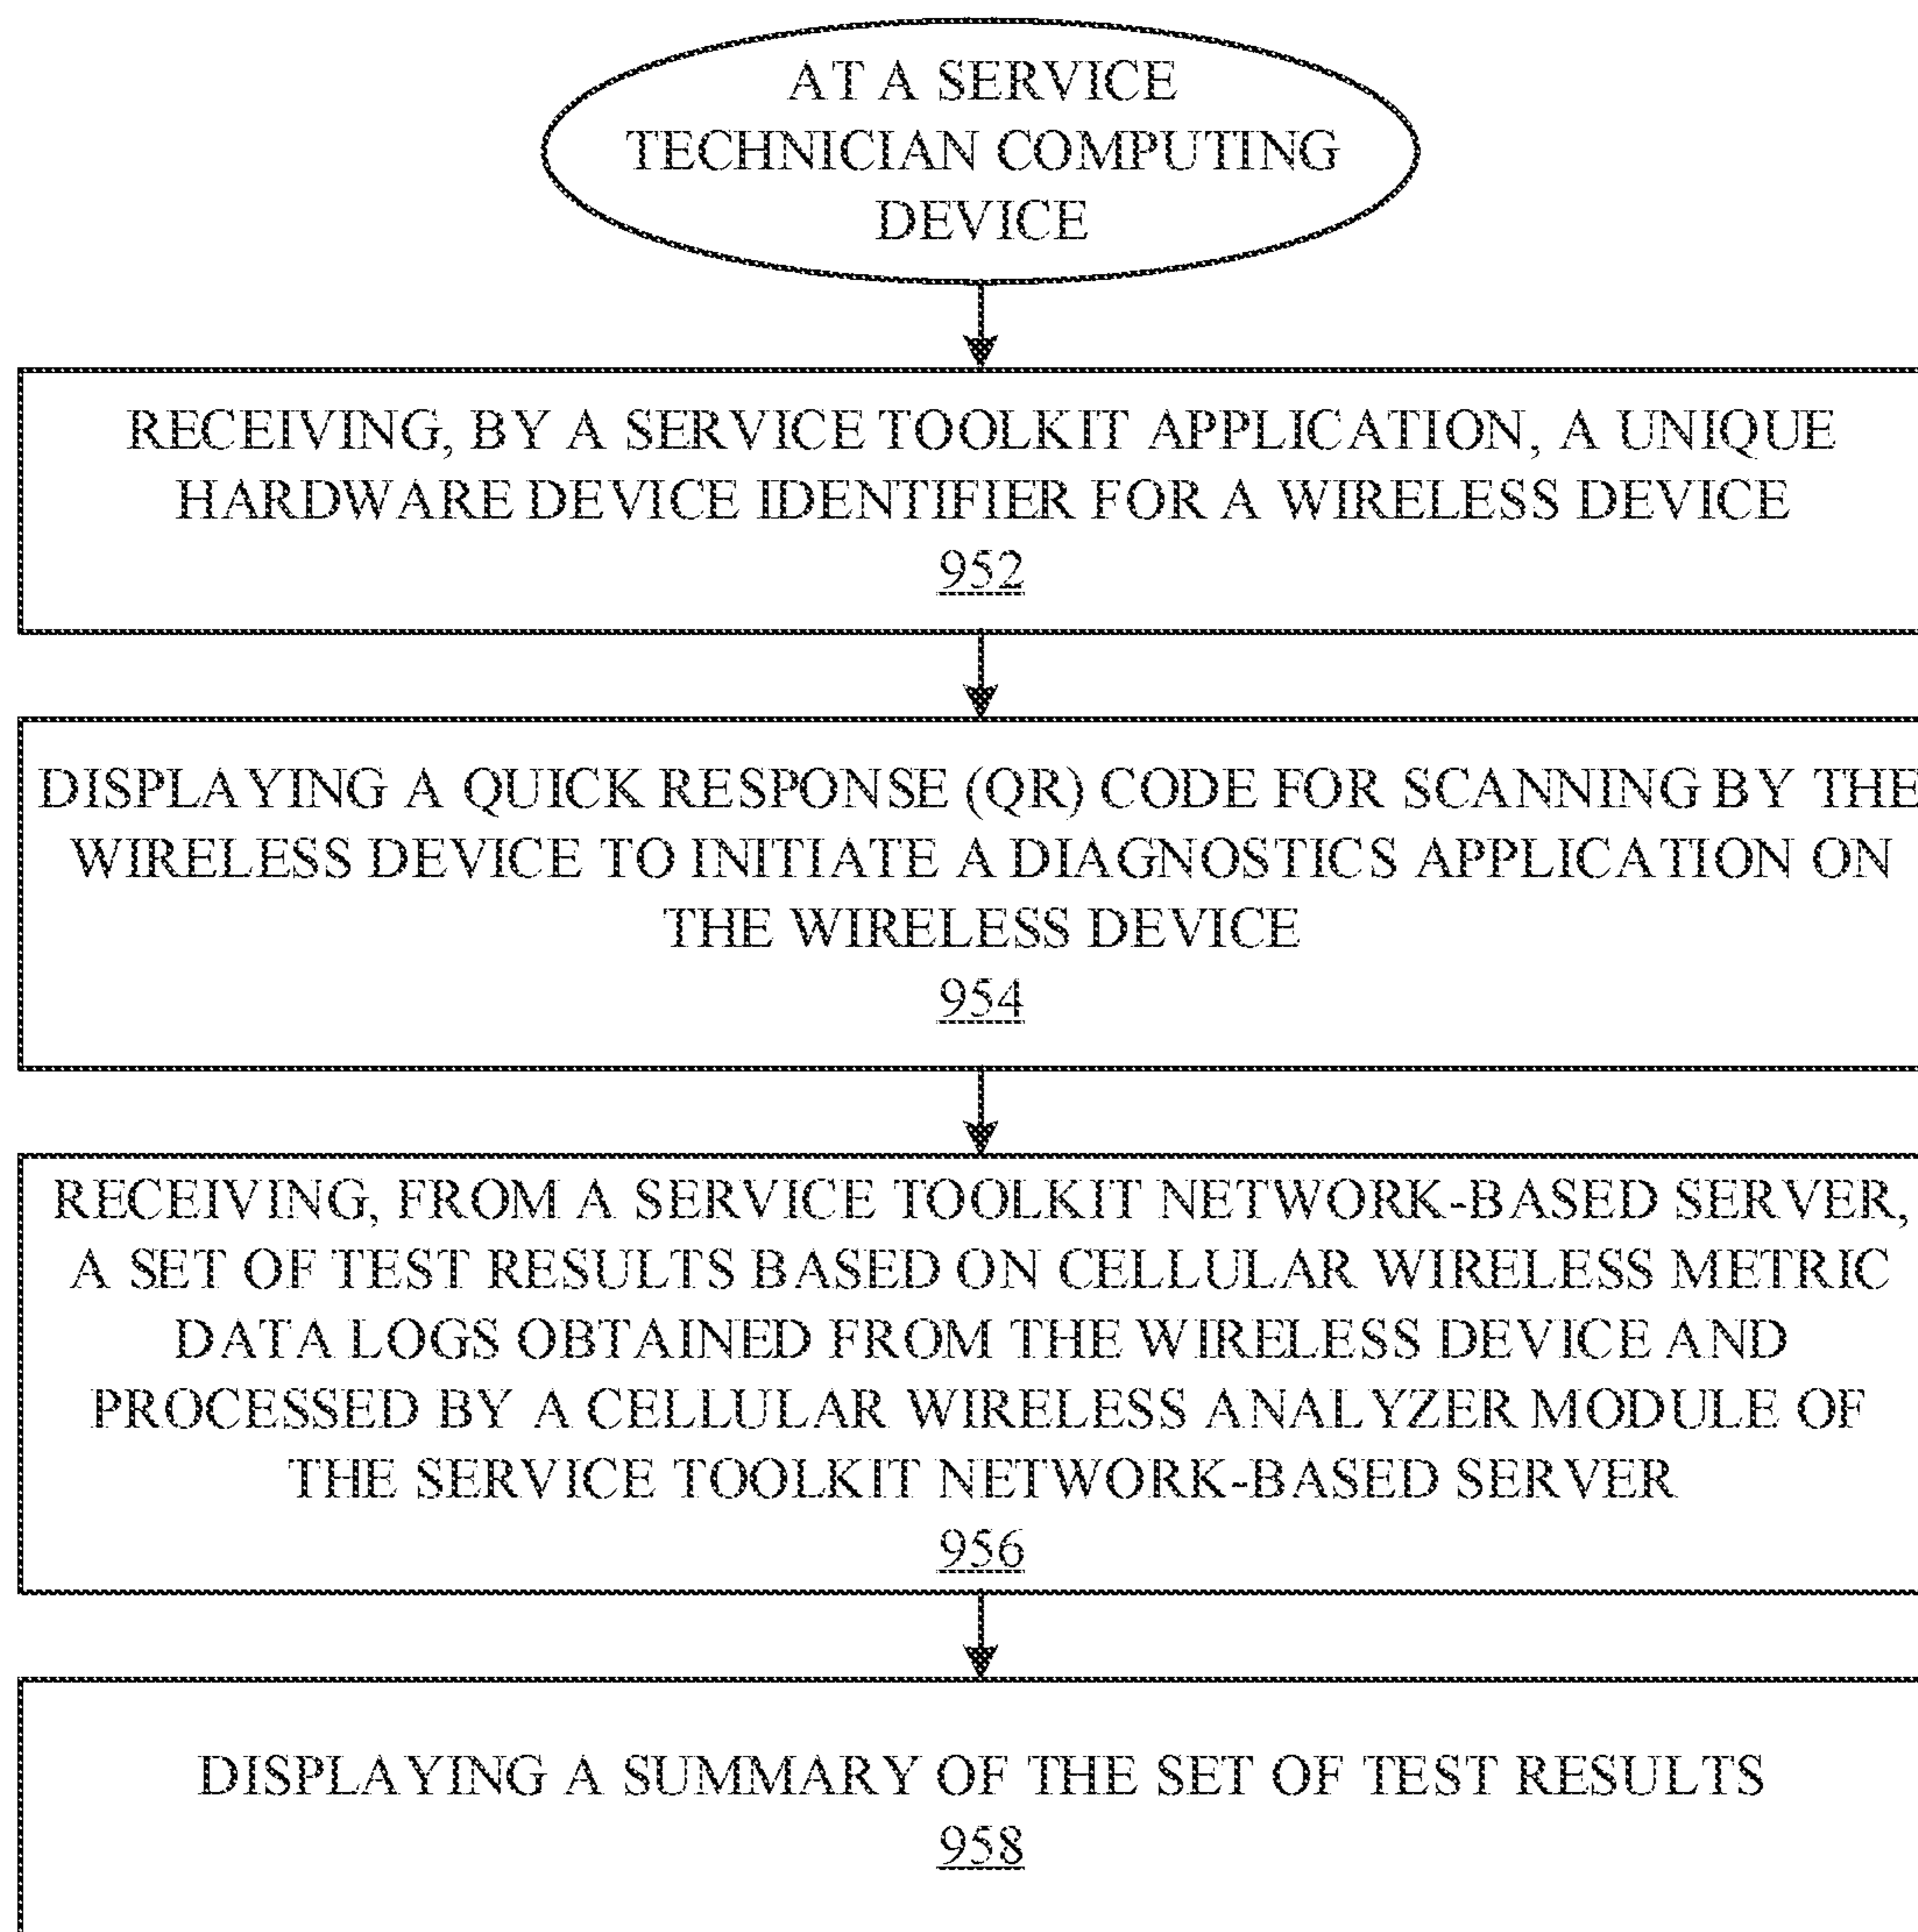 AT A SERVICE
TECHNICIAN COMPUTING
DEVICE
RECEIVING, BY A SERVICE TOOLKIT APPLICATION, A UNIQUE
HARDWARE DEVICE IDENTIFIER FOR A WIRELESS DEVICE
952
DISPLAYING A QUICK RESPONSE (QR) CODE FOR SCANNING BY THE
WIRELESS DEVICE TO INITIATE A DIAGNOSTICS APPLICATION ON
THE WIRELESS DEVICE
954
RECEIVING, FROM A SERVICE TOOLKIT NETWORK-BASED SERVER,
A SET OF TEST RESULTS BASED ON CELLULAR WIRELESS METRIC
DATA LOGS OBTAINED FROM THE WIRELESS DEVICE AND
PROCESSED BY A CELLULAR WIRELESS ANALYZER MODULE OF
THE SERVICE TOOLKIT NETWORK-BASED SERVER
956
DISPLAYING A SUMMARY OF THE SET OF TEST RESULTS
958